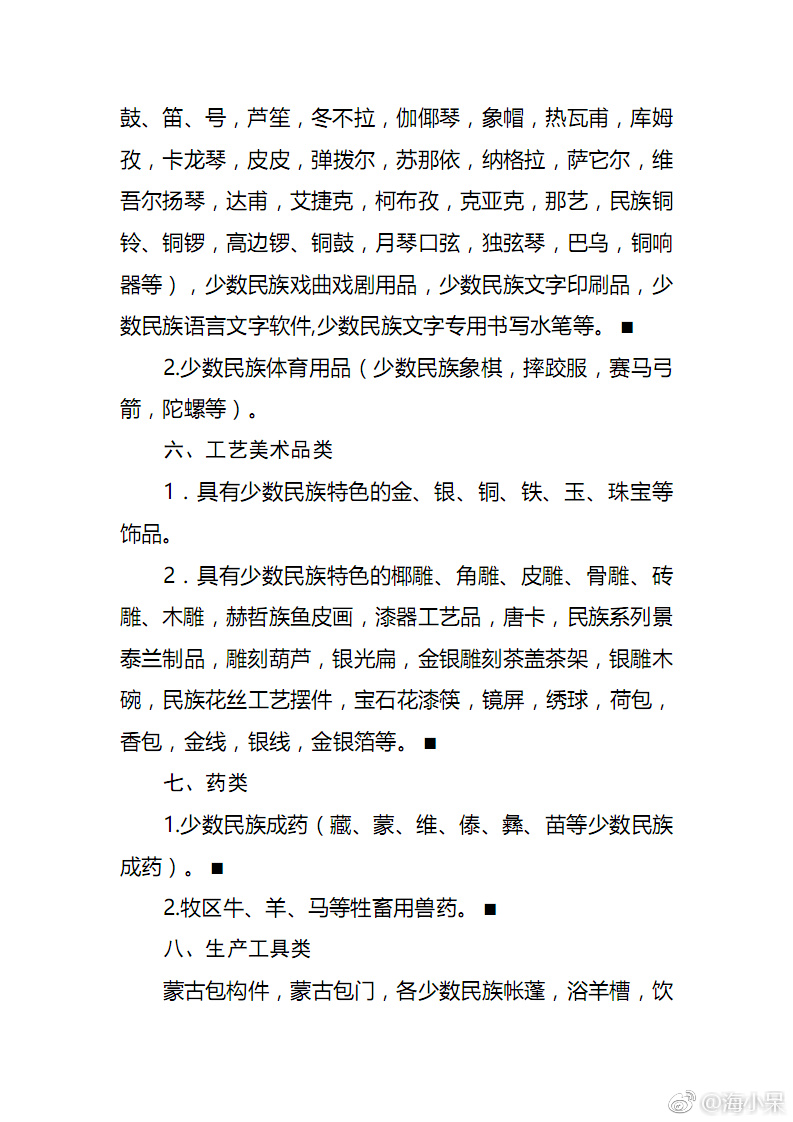 鼓、笛、号，芦笙，冬不拉，伽倻琴，象帽，热瓦甫，库姆
孜，卡龙琴，皮皮，弹拨尔，苏那依，纳格拉，萨它尔，维
吾尔扬琴，达甫，艾捷克，柯布孜，克亚克，那艺，民族铜
铃、铜锣，高边锣、铜鼓，月琴口弦，独弦琴，巴乌，铜响
器等），少数民族戏曲戏剧用品，少数民族文字印刷品，少
数民族语言文字软件,少数民族文字专用书写水笔等。■
2.少数民族体育用品（少数民族象棋，摔跤服，赛马弓
箭，陀螺等）。
六、工艺美术品类
1．具有少数民族特色的金、银、铜、铁、玉、珠宝等
饰品。
2．具有少数民族特色的椰雕、角雕、皮雕、骨雕、砖
雕、木雕，赫哲族鱼皮画，漆器工艺品，唐卡，民族系列景
泰兰制品，雕刻葫芦，银光扁，金银雕刻茶盖茶架，银雕木
碗，民族花丝工艺摆件，宝石花漆筷，镜屏，绣球，荷包，
香包，金线，银线，金银箔等。■
七、药类
1.少数民族成药（藏、蒙、维、傣、彝、苗等少数民族
成药）。■
2.牧区牛、羊、马等牲畜用兽药。■
八、生产工具类
蒙古包构件，蒙古包门，各少数民族帐蓬，浴羊槽，饮
@海小呆